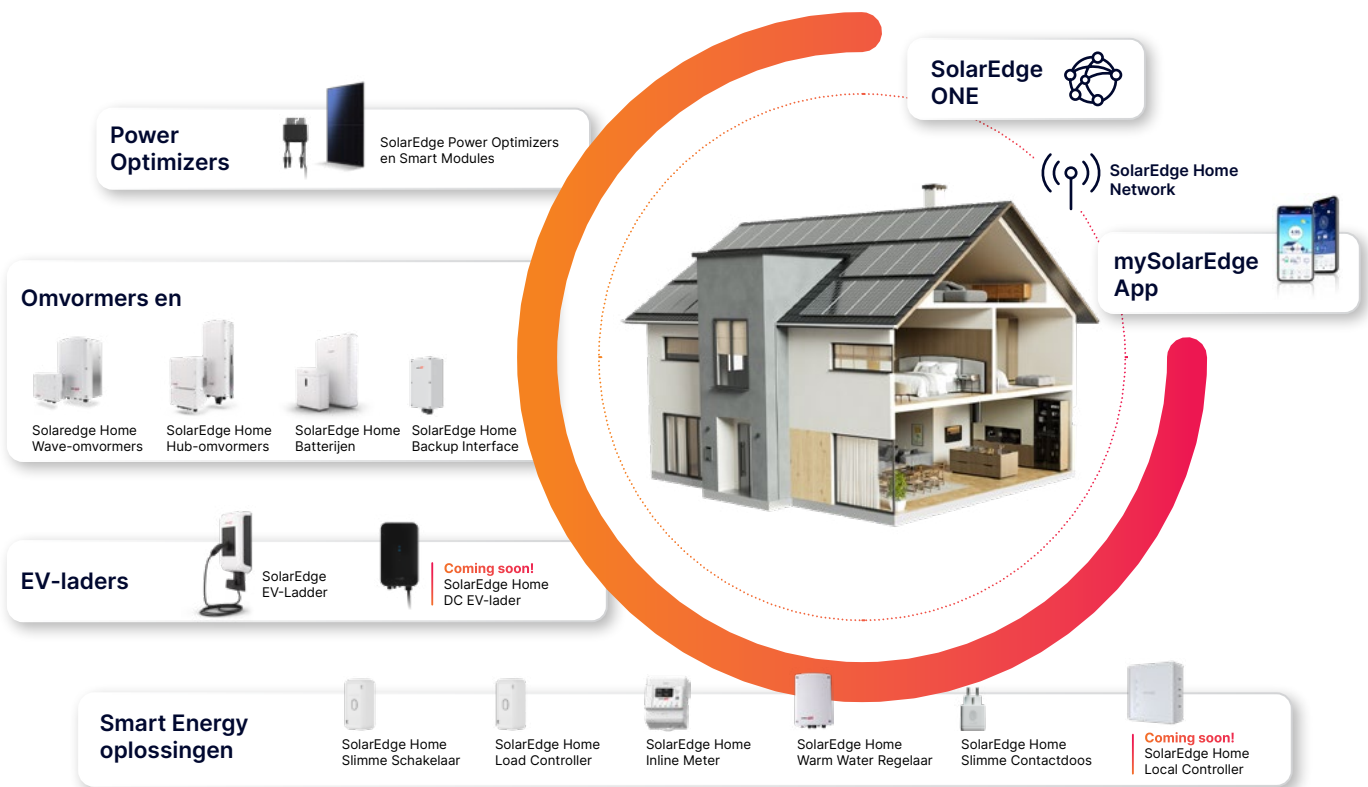 SolarEdge
ONE
Power
Optimizers
SolarEdge Power Optimizers
en Smart Modules
SolarEdge Home
Network
mySolarEdge
App
Omvormers en
Solaredge Home
Wave-omvormers
SolarEdge Home
Hub-omvormers
SolarEdge Home
Batterijen
SolarEdge Home
Backup Interface
EV-laders
SolarEdge
EV-Ladder
Coming soon!
SolarEdge Home
DC EV-lader
Smart Energy
oplossingen
SolarEdge Home
Slimme Schakelaar
SolarEdge Home
Load Controller
SolarEdge Home
Inline Meter
SolarEdge Home
Warm Water Regelaar
SolarEdge Home
Slimme Contactdoos
Coming soon!
SolarEdge Home
Local Controller